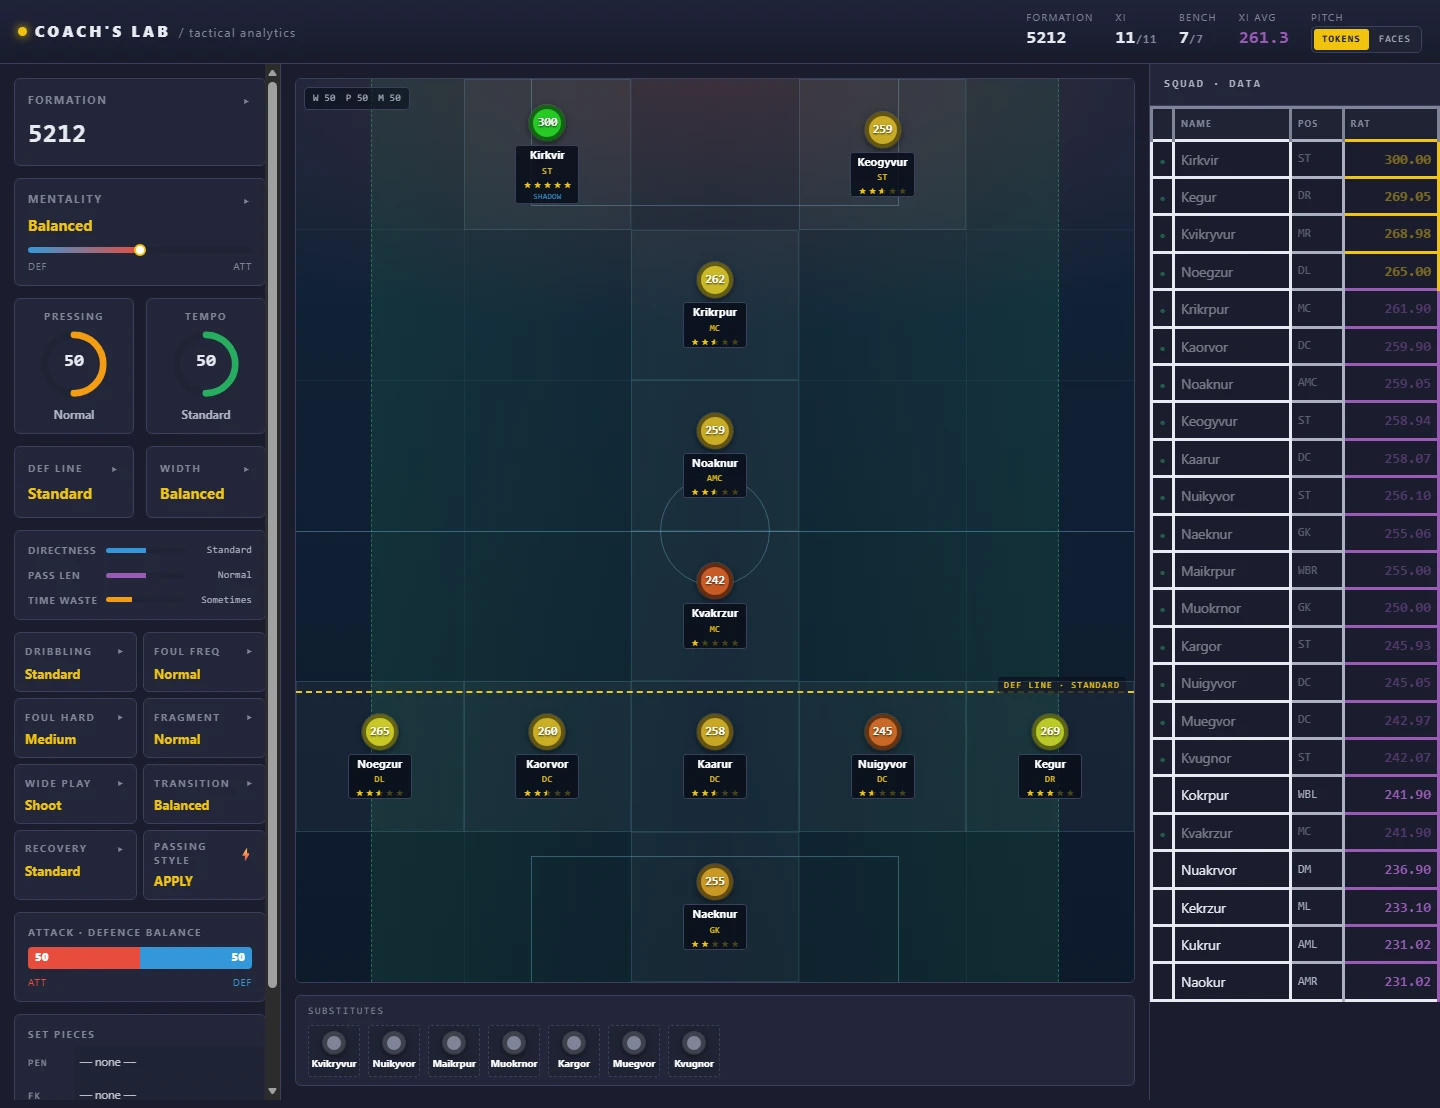 COACH'S LAB / tactical analytics
FORMATION
5212
XI
11/11
BENCH
7/7
XI AVG
261.3
PITCH
TOKENS FACES
FORMATION ▸
5212
MENTALITY ▸
Balanced
DEF ATT
PRESSING
50
Normal
TEMPO
50
Standard
DEF LINE ▸
Standard
WIDTH ▸
Balanced
DIRECTNESS Standard
PASS LEN Normal
TIME WASTE Sometimes
DRIBBLING ▸
Standard
FOUL FREQ ▸
Normal
FOUL HARD ▸
Medium
FRAGMENT ▸
Normal
WIDE PLAY ▸
Shoot
TRANSITION ▸
Balanced
RECOVERY ▸
Standard
PASSING
STYLE
APPLY
ATTACK · DEFENCE BALANCE
50 50
ATT DEF
SET PIECES
PEN — none —
FK — none —
W 50 P 50 M 50
300
Kirkvir
ST
★★★★★
SHADOW
259
Keogyvur
ST
262
Krikrpur
MC
259
Noaknur
AMC
242
Kvakrzur
MC
DEF LINE · STANDARD
265
Noegzur
DL
260
Kaorvor
DC
258
Kaarur
DC
245
Nuigyvor
DC
269
Kegur
DR
255
Naeknur
GK
SUBSTITUTES
Kvikryvur Nuikyvor Maikrpur Muokrnor Kargor Muegvor Kvugnor
SQUAD · DATA
NAME POS RAT
Kirkvir ST 300.00
Kegur DR 269.05
Kvikryvur MR 268.98
Noegzur DL 265.00
Krikrpur MC 261.90
Kaorvor DC 259.90
Noaknur AMC 259.05
Keogyvur ST 258.94
Kaarur DC 258.07
Nuikyvor ST 256.10
Naeknur GK 255.06
Maikrpur WBR 255.00
Muokrnor GK 250.00
Kargor ST 245.93
Nuigyvor DC 245.05
Muegvor DC 242.97
Kvugnor ST 242.07
Kokrpur WBL 241.90
Kvakrzur MC 241.90
Nuakrvor DM 236.90
Kekrzur ML 233.10
Kukrur AML 231.02
Naokur AMR 231.02